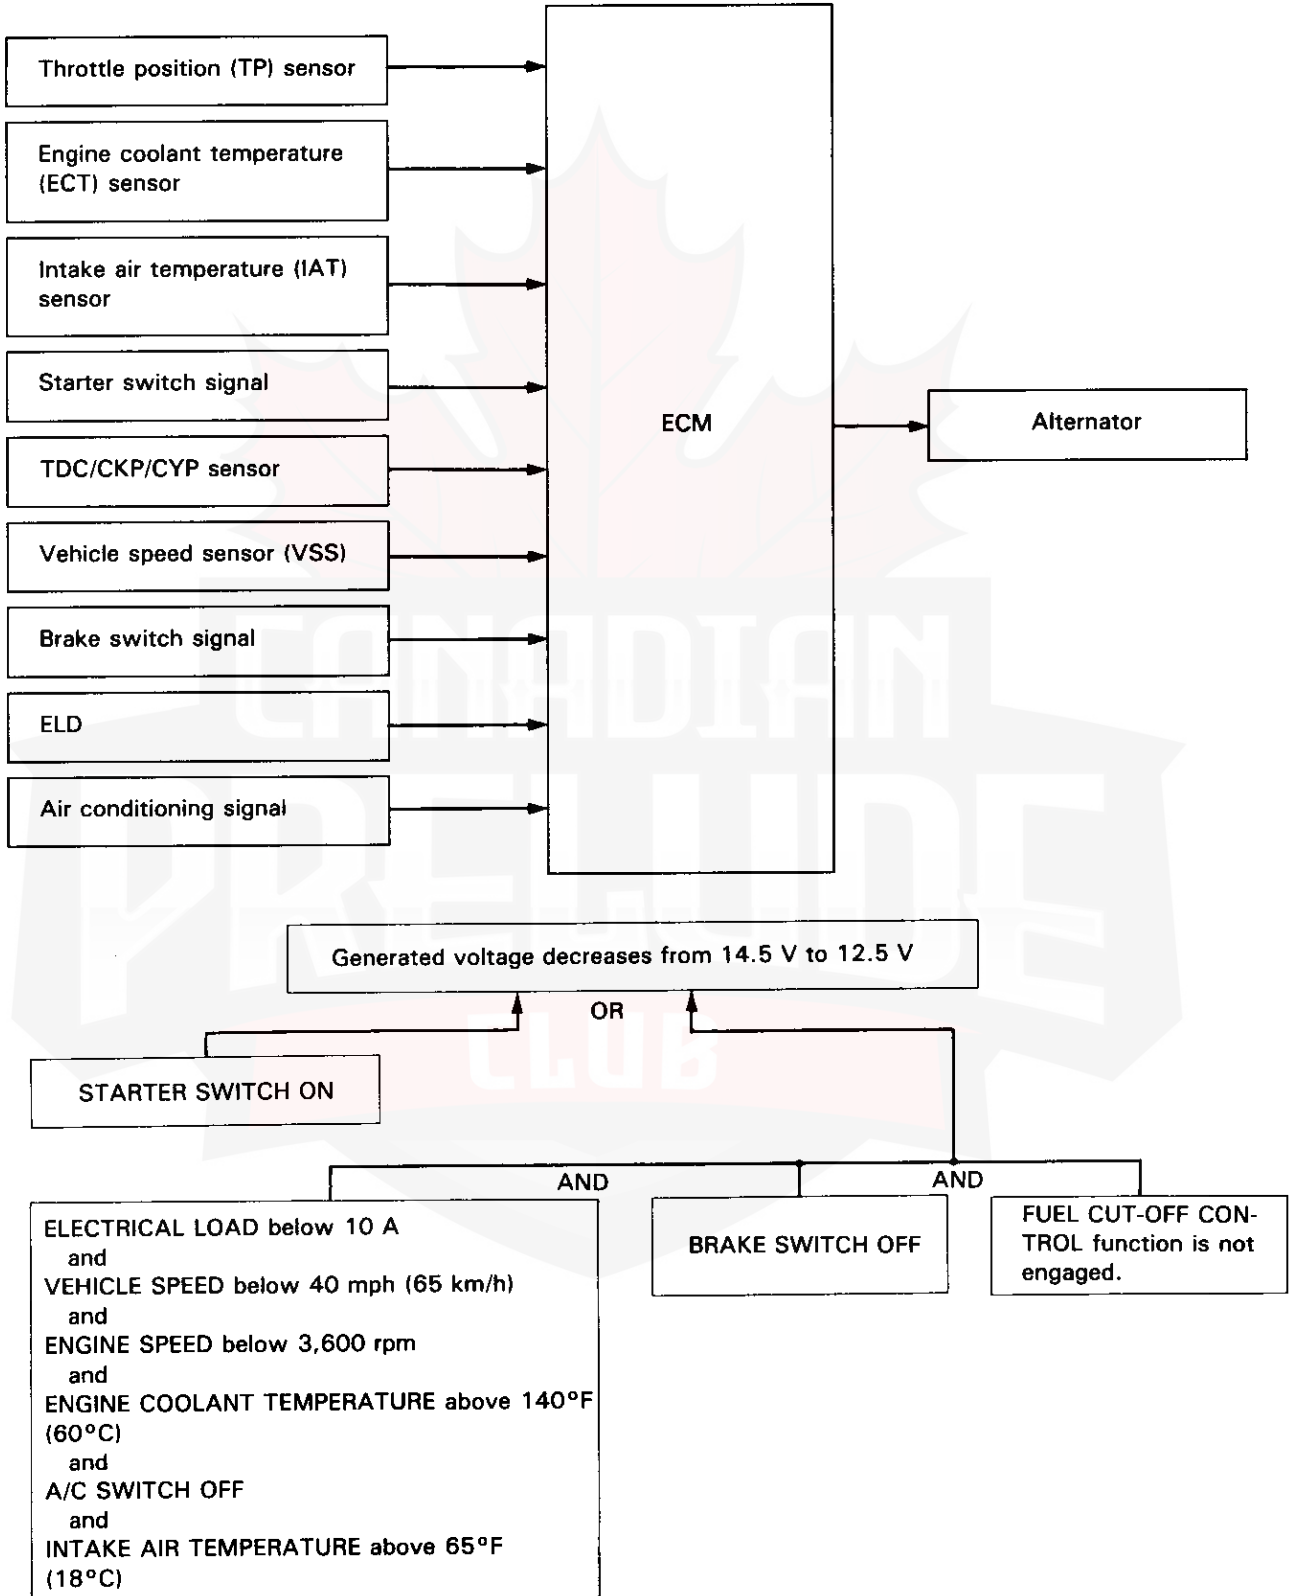 Throttle position (TP) sensor
Engine coolant temperature
(ECT) sensor
Intake air temperature (IAT)
sensor
Starter switch signal
TDC/CKP/CYP sensor
Vehicle speed sensor (VSS)
Brake switch signal
ELD
Air conditioning signal
ECM
Alternator
CANADIAN
PRELUDE
CLUB
Generated voltage decreases from 14.5 V to 12.5 V
OR
STARTER SWITCH ON
AND
AND
ELECTRICAL LOAD below 10 A
and
VEHICLE SPEED below 40 mph (65 km/h)
and
ENGINE SPEED below 3,600 rpm
and
ENGINE COOLANT TEMPERATURE above 140°F
(60°C)
and
A/C SWITCH OFF
and
INTAKE AIR TEMPERATURE above 65°F
(18°C)
BRAKE SWITCH OFF
FUEL CUT-OFF CON-
TROL function is not
engaged.